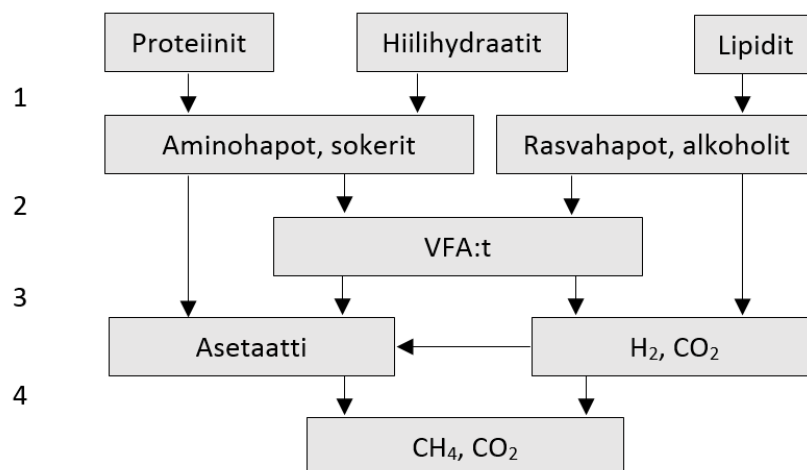 Proteiinit
Hiilihydraatit
Lipidit
1
Aminohapot, sokerit
Rasvahapot, alkoholit
2
VFA:t
3
Asetaatti
H₂, CO₂
4
CH₄, CO₂